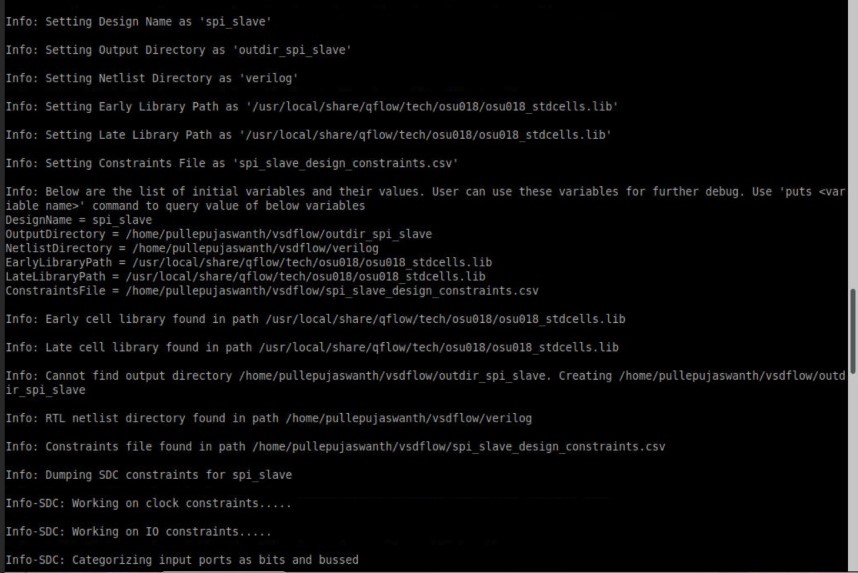 Info: Setting Design Name as 'spi_slave'
Info: Setting Output Directory as 'outdir_spi_slave'
Info: Setting Netlist Directory as 'verilog'
Info: Setting Early Library Path as '/usr/local/share/qflow/tech/osu018/osu018_stdcells.lib'
Info: Setting Late Library Path as '/usr/local/share/qflow/tech/osu018/osu018_stdcells.lib'
Info: Setting Constraints File as 'spi_slave_design_constraints.csv'
Info: Below are the list of initial variables and their values. User can use these variables for further debug. Use 'puts <var
iable name>' command to query value of below variables
DesignName = spi_slave
OutputDirectory = /home/pullepujaswanth/vsdflow/outdir_spi_slave
NetlistDirectory = /home/pullepujaswanth/vsdflow/verilog
EarlyLibraryPath = /usr/local/share/qflow/tech/osu018/osu018_stdcells.lib
LateLibraryPath = /usr/local/share/qflow/tech/osu018/osu018_stdcells.lib
ConstraintsFile = /home/pullepujaswanth/vsdflow/spi_slave_design_constraints.csv
Info: Early cell library found in path /usr/local/share/qflow/tech/osu018/osu018_stdcells.lib
Info: Late cell library found in path /usr/local/share/qflow/tech/osu018/osu018_stdcells.lib
Info: Cannot find output directory /home/pullepujaswanth/vsdflow/outdir_spi_slave. Creating /home/pullepujaswanth/vsdflow/outd
ir_spi_slave
Info: RTL netlist directory found in path /home/pullepujaswanth/vsdflow/verilog
Info: Constraints file found in path /home/pullepujaswanth/vsdflow/spi_slave_design_constraints.csv
Info: Dumping SDC constraints for spi_slave
Info-SDC: Working on clock constraints.....
Info-SDC: Working on IO constraints.....
Info-SDC: Categorizing input ports as bits and bussed